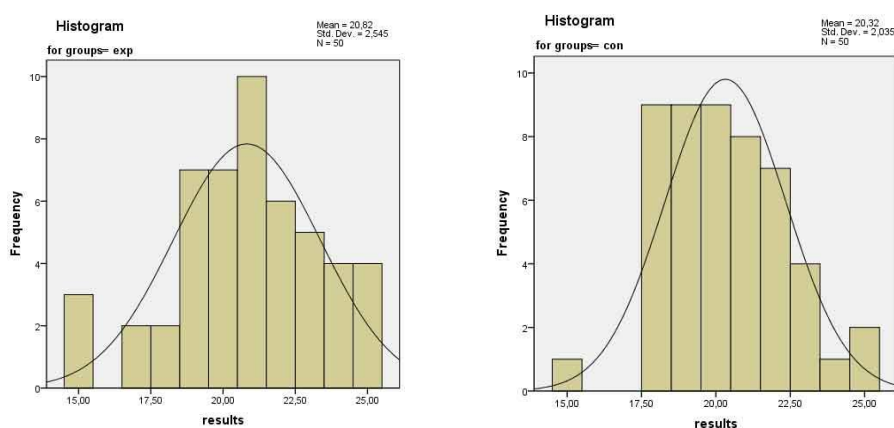 Histogram
for groups= exp
Mean = 20,82
Std. Dev. = 2,545
N = 50
Frequency
10
8
6
4
2
0
15,00 17,50 20,00 22,50 25,00
results
Histogram
for groups= con
Mean = 20,32
Std. Dev. = 2,035
N = 50
Frequency
10
8
6
4
2
0
15,00 17,50 20,00 22,50 25,00
results